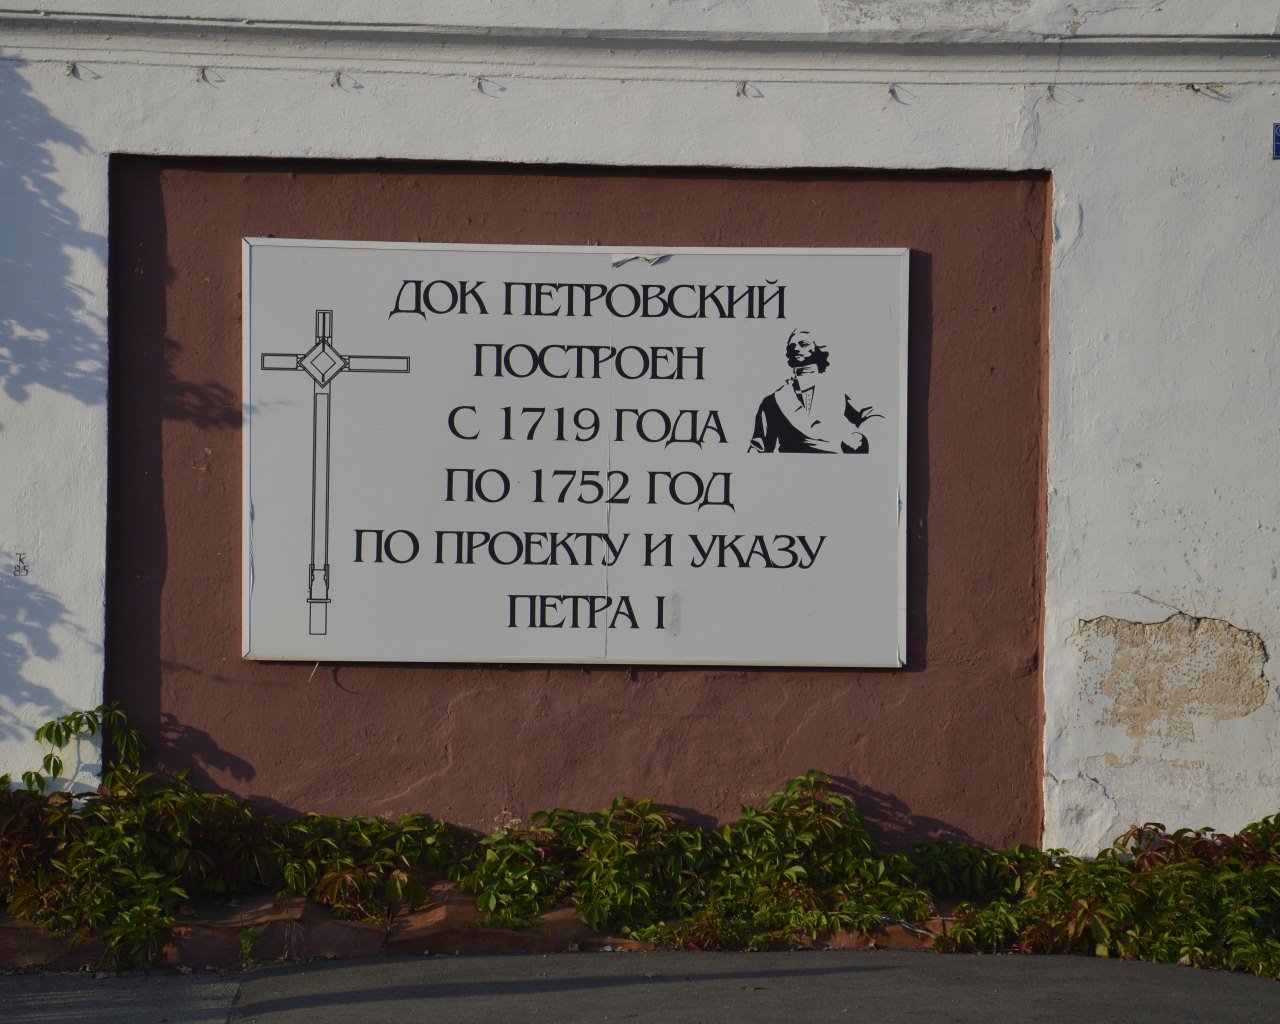 ДОК ПЕТРОВСКИЙ
ПОСТРОЕН
С 1719 ГОДА
ПО 1752 ГОД
ПО ПРОЕКТУ И УКАЗУ
ПЕТРА I